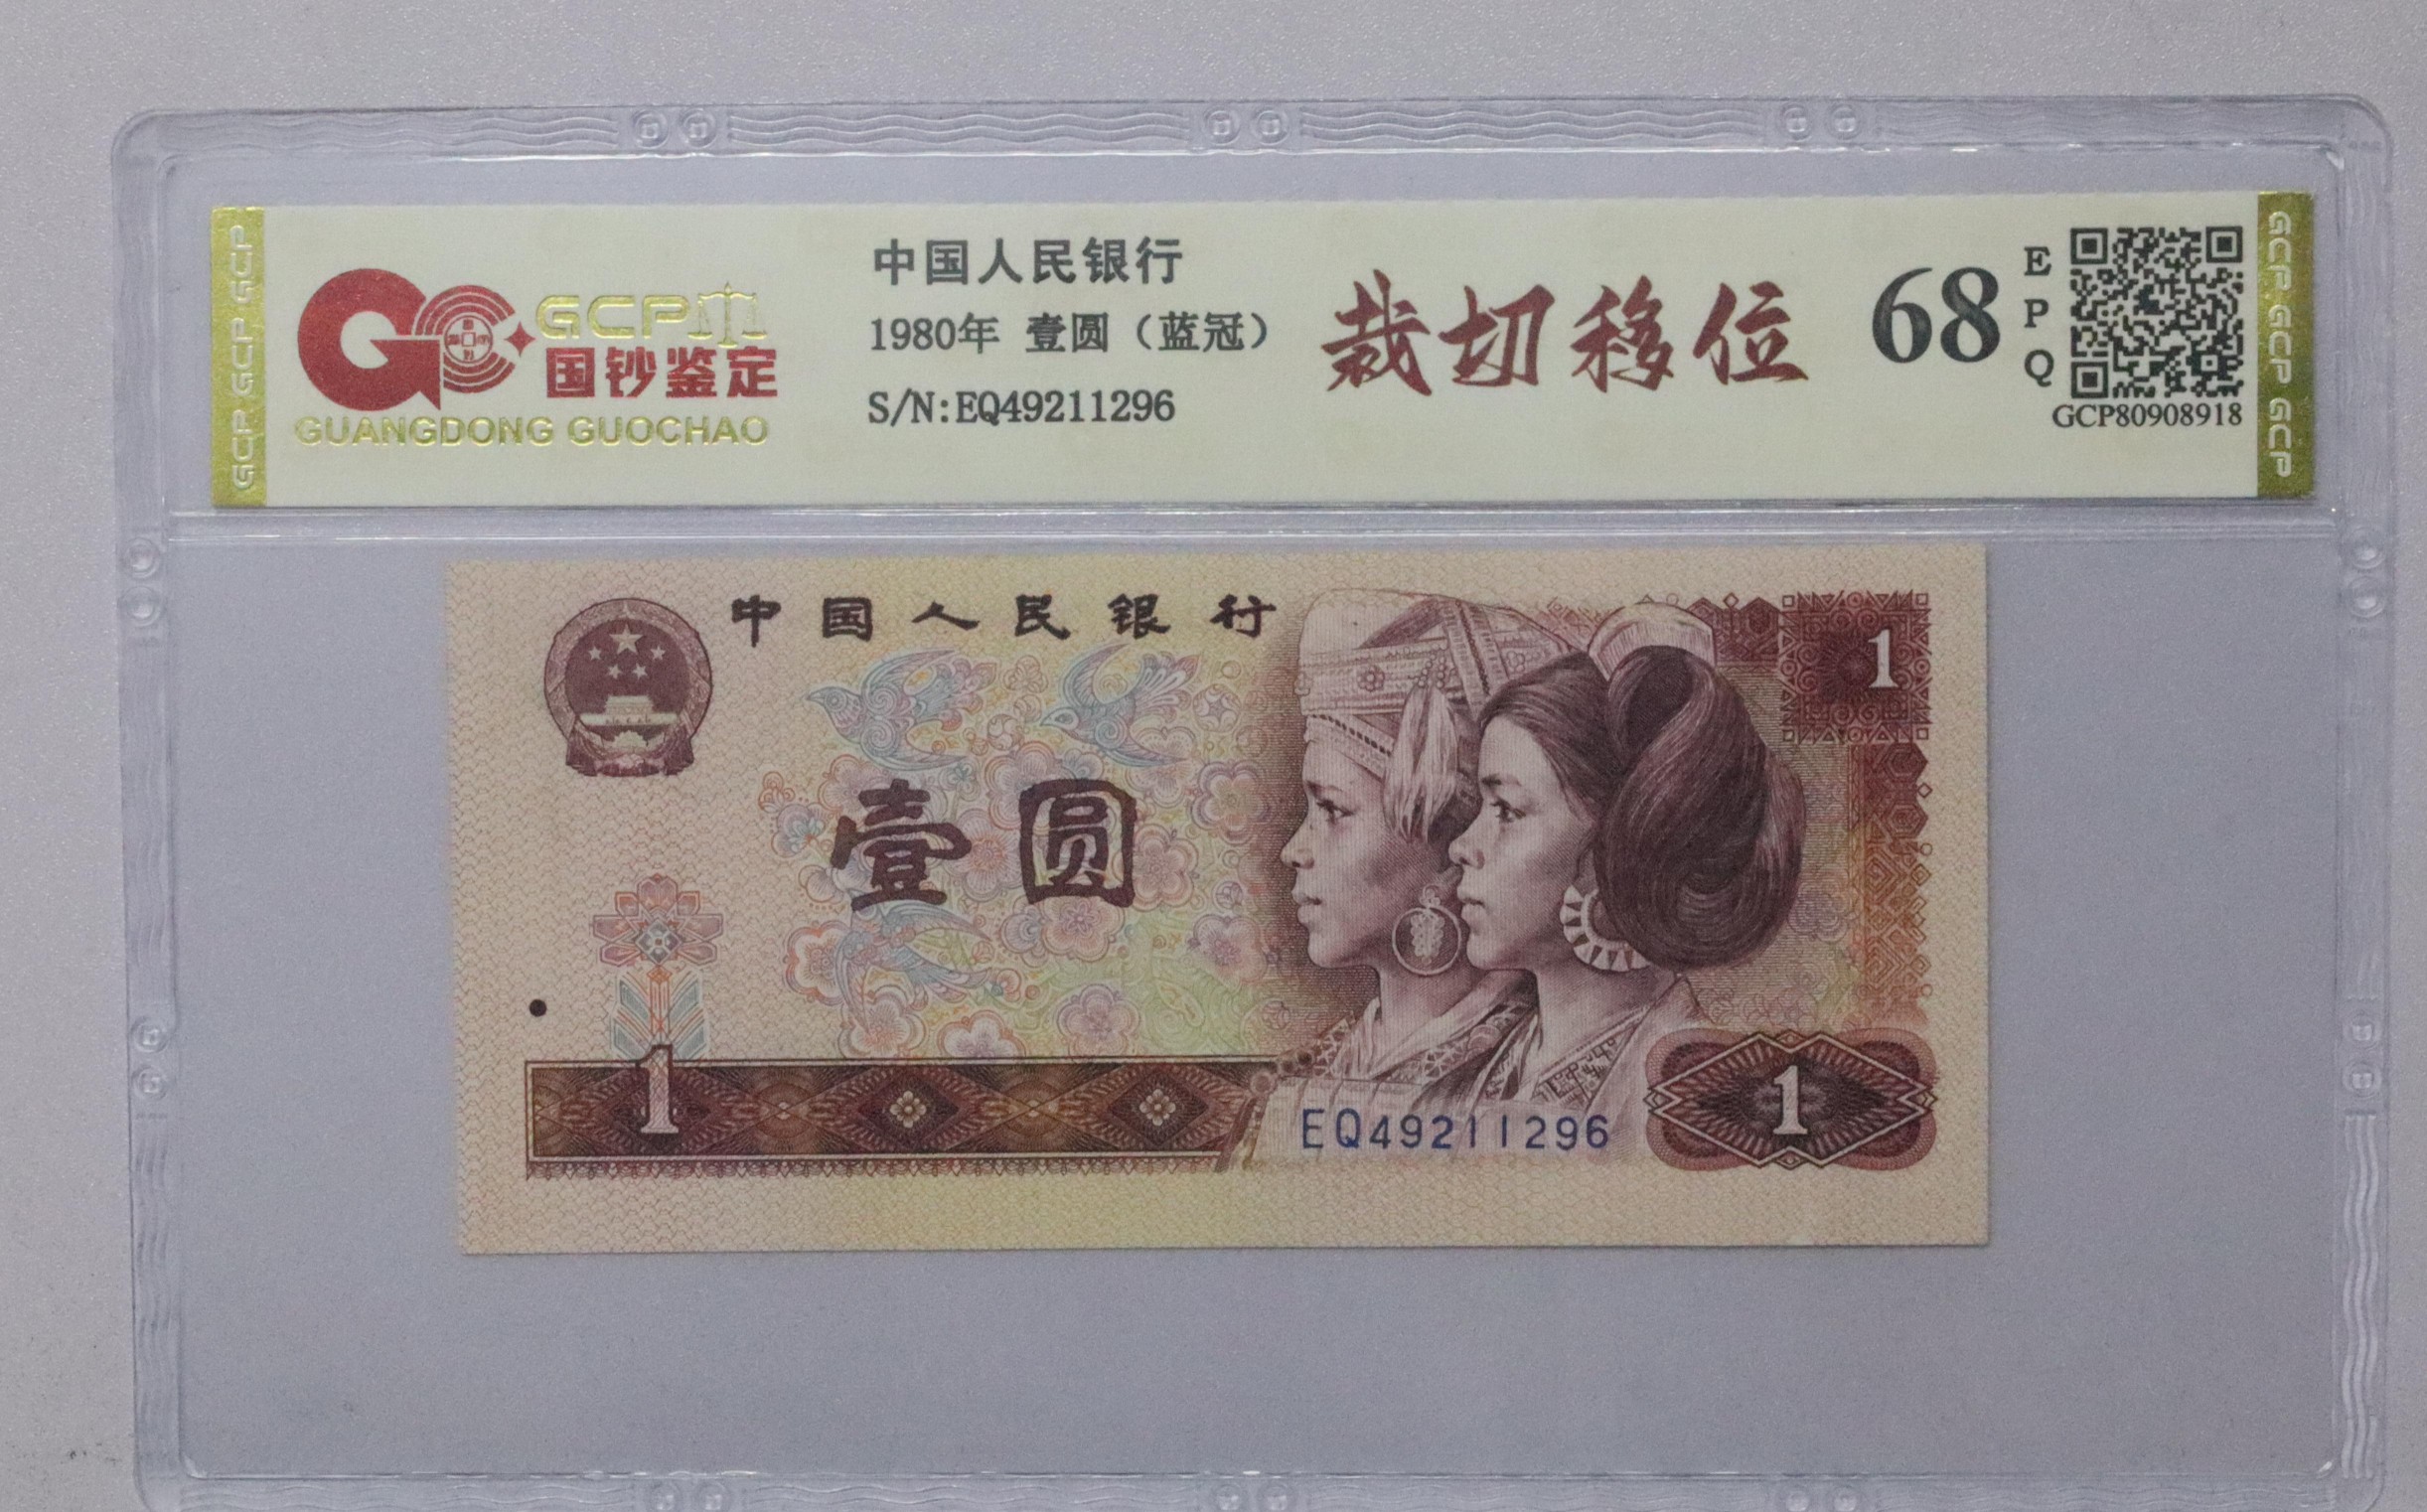 GCP GCP GCP
GCP
国钞鉴定
GUANGDONG GUOCHAO
中国人民银行
1980年 壹圆（蓝冠）
S/N:EQ49211296
裁切移位
68
E
P
Q
GCP80908918
GCP GCP GCP
中国人民银行
1
壹圆
1
EQ49211296
1